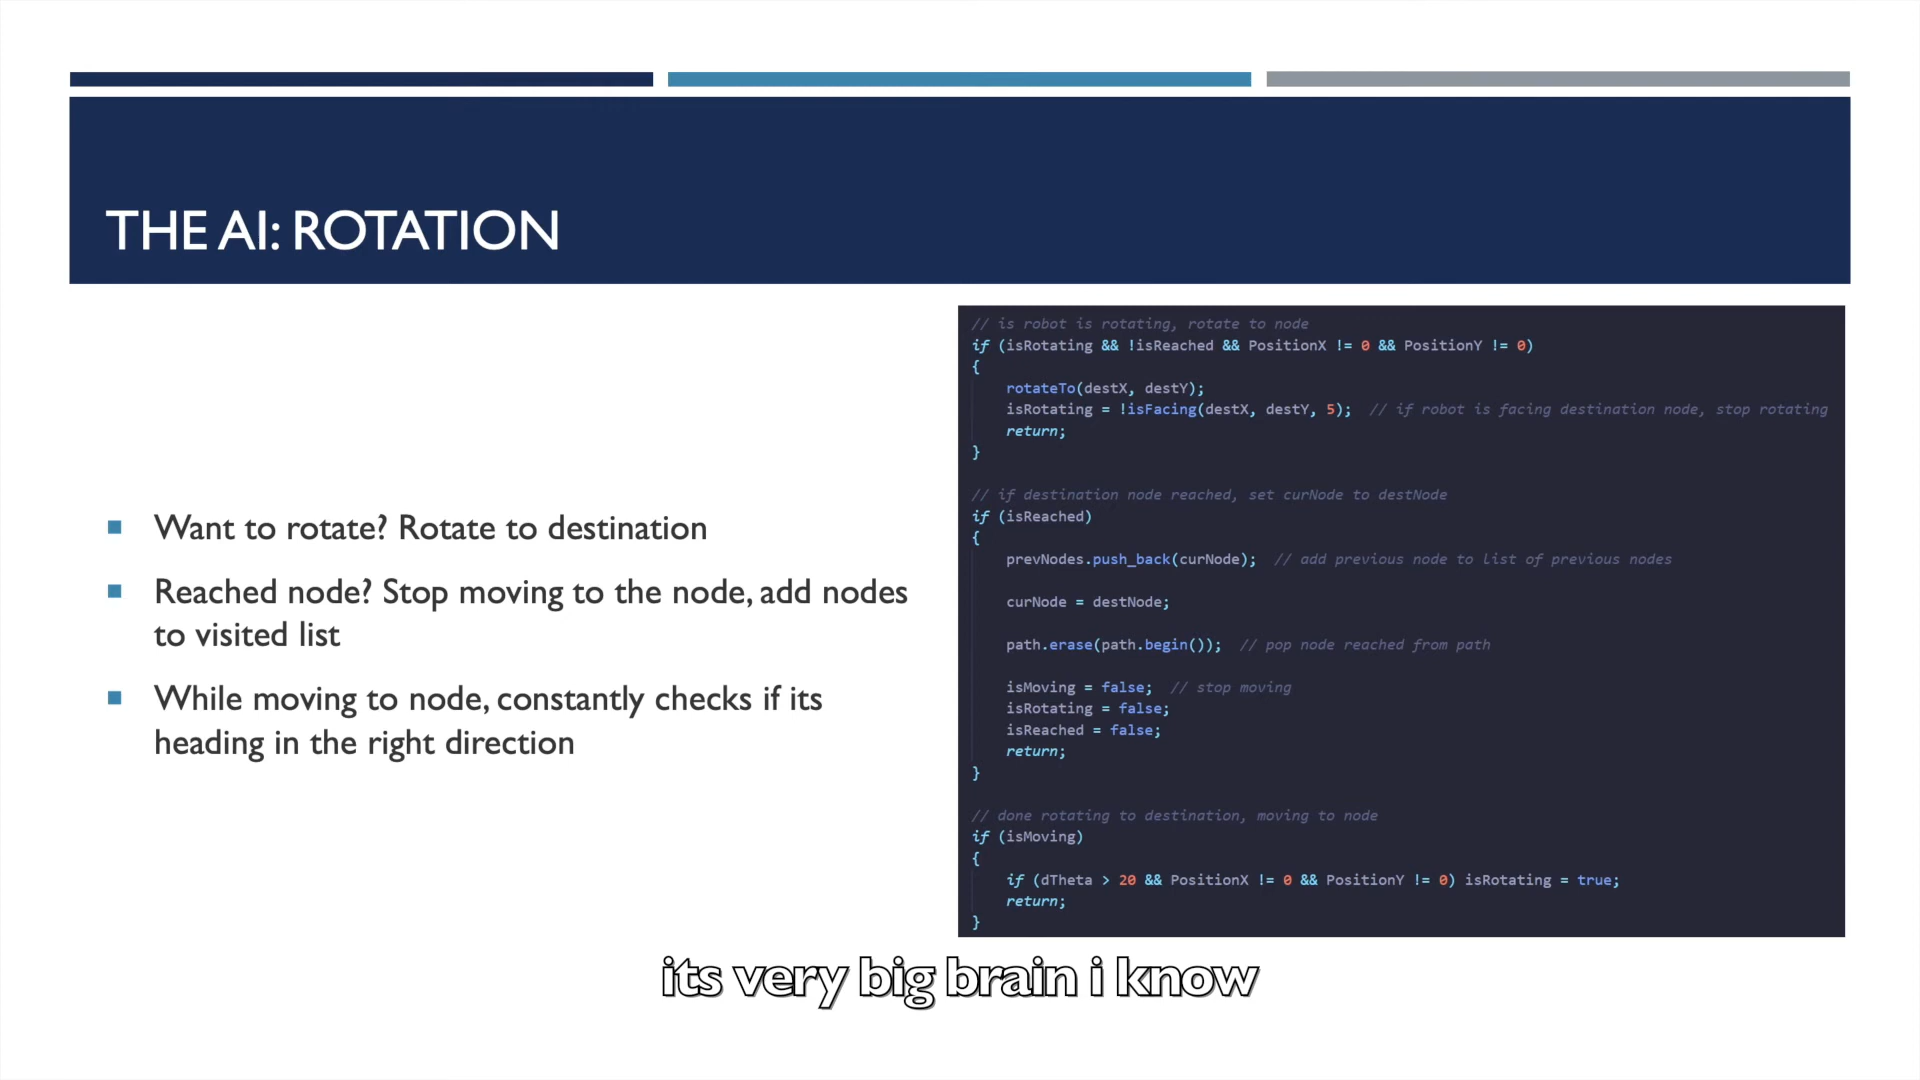 THE AI: ROTATION
Want to rotate? Rotate to destination
Reached node? Stop moving to the node, add nodes
to visited list
While moving to node, constantly checks if its
heading in the right direction
// is robot is rotating, rotate to node
if (isRotating && !isReached && PositionX != 0 && PositionY != 0)
{
rotateTo(destX, destY);
isRotating = !isFacing(destX, destY, 5);  // if robot is facing destination node, stop rotating
return;
}
// if destination node reached, set curNode to destNode
if (isReached)
{
prevNodes.push_back(curNode);  // add previous node to list of previous nodes
curNode = destNode;
path.erase(path.begin());  // pop node reached from path
isMoving = false;  // stop moving
isRotating = false;
isReached = false;
return;
}
// done rotating to destination, moving to node
if (isMoving)
{
if (dTheta > 20 && PositionX != 0 && PositionY != 0) isRotating = true;
return;
}
its very big brain i know